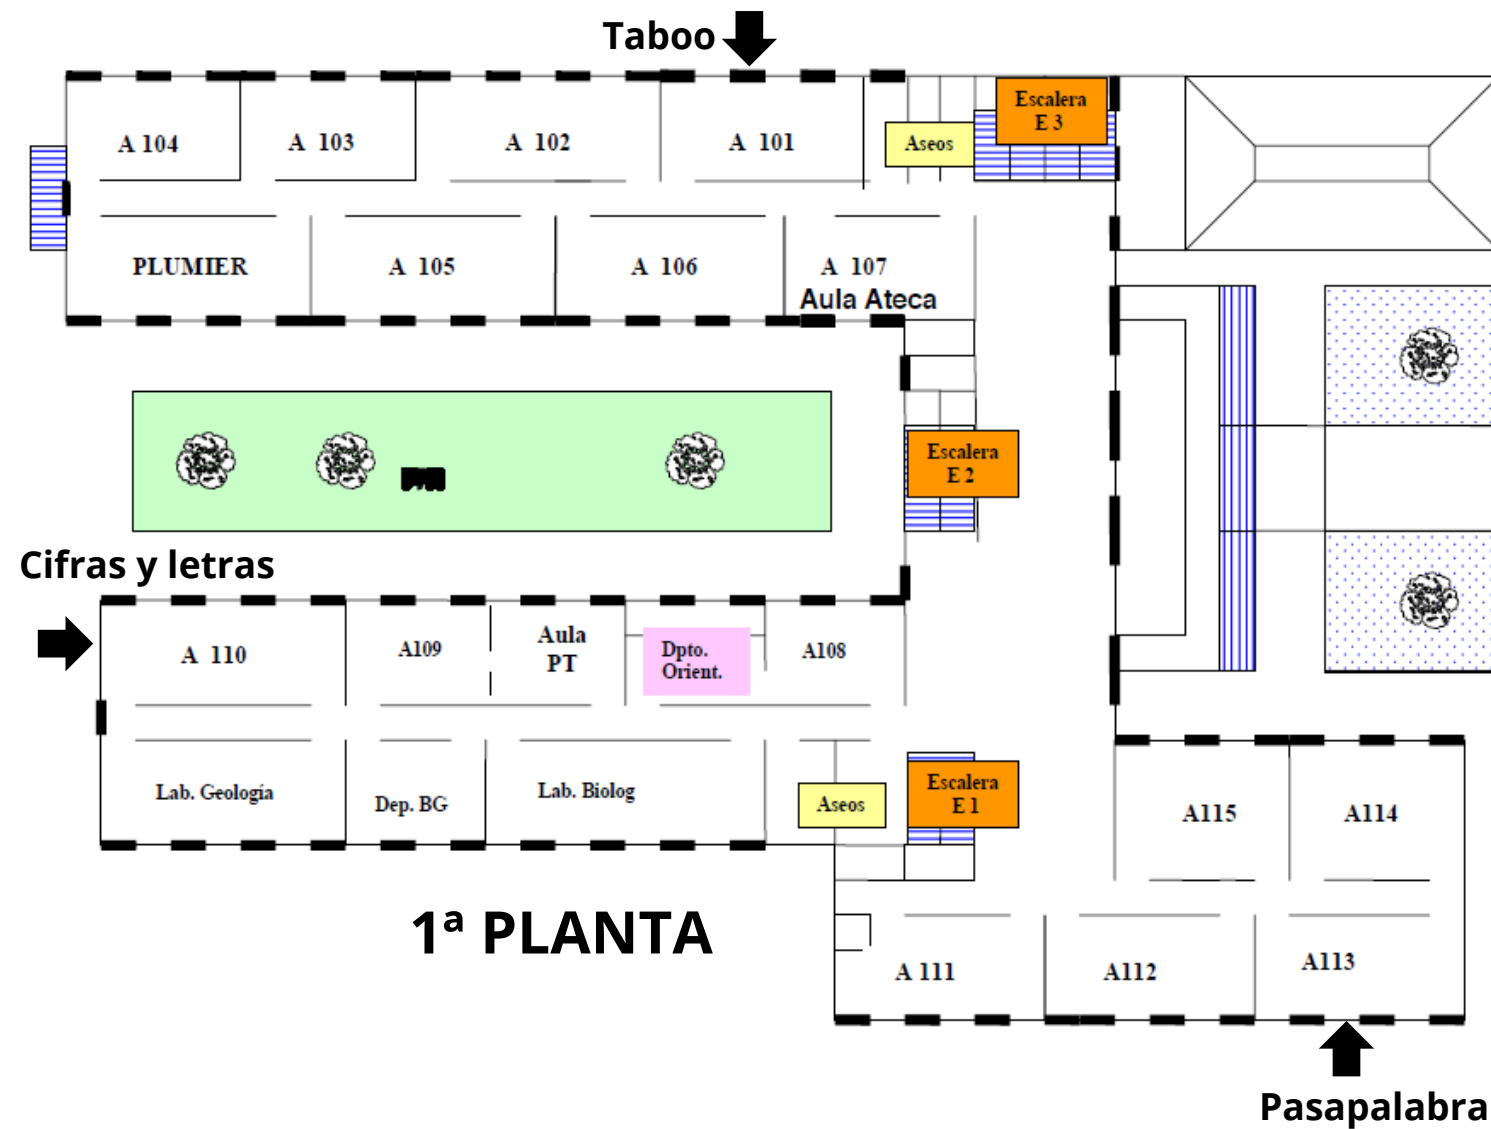 Taboo
Escalera
E 3
A 104
A 103
A 102
A 101
Aseos
PLUMIER
A 105
A 106
A 107
Aula Ateca
Escalera
E 2
Cifras y letras
A 110
A109
Aula
PT
Dpto.
Orient.
A108
Lab. Geología
Dep. BG
Lab. Biolog
Aseos
Escalera
E 1
A115
A114
1ª PLANTA
A 111
A112
A113
Pasapalabra